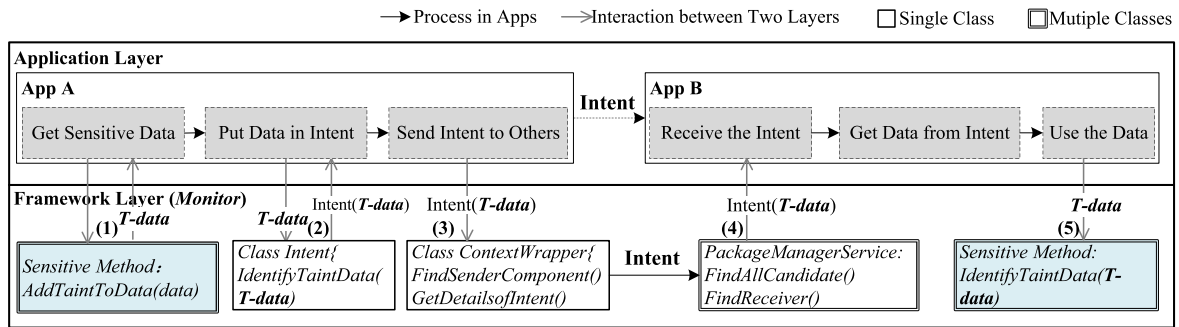 Process in Apps
Interaction between Two Layers
Single Class
Mutiple Classes
Application Layer
App A
Get Sensitive Data
Put Data in Intent
Send Intent to Others
Intent
App B
Receive the Intent
Get Data from Intent
Use the Data
Framework Layer (Monitor)
(1)
T-data
T-data
(2)
Intent(T-data)
Intent(T-data)
(3)
Intent(T-data)
(4)
T-data
(5)
Sensitive Method:
AddTaintToData(data)
Class Intent{
IdentifyTaintData(
T-data)
Class ContextWrapper{
FindSenderComponent()
GetDetailsofIntent()
Intent
PackageManagerService:
FindAllCandidate()
FindReceiver()
Sensitive Method:
IdentifyTaintData(T-
data)